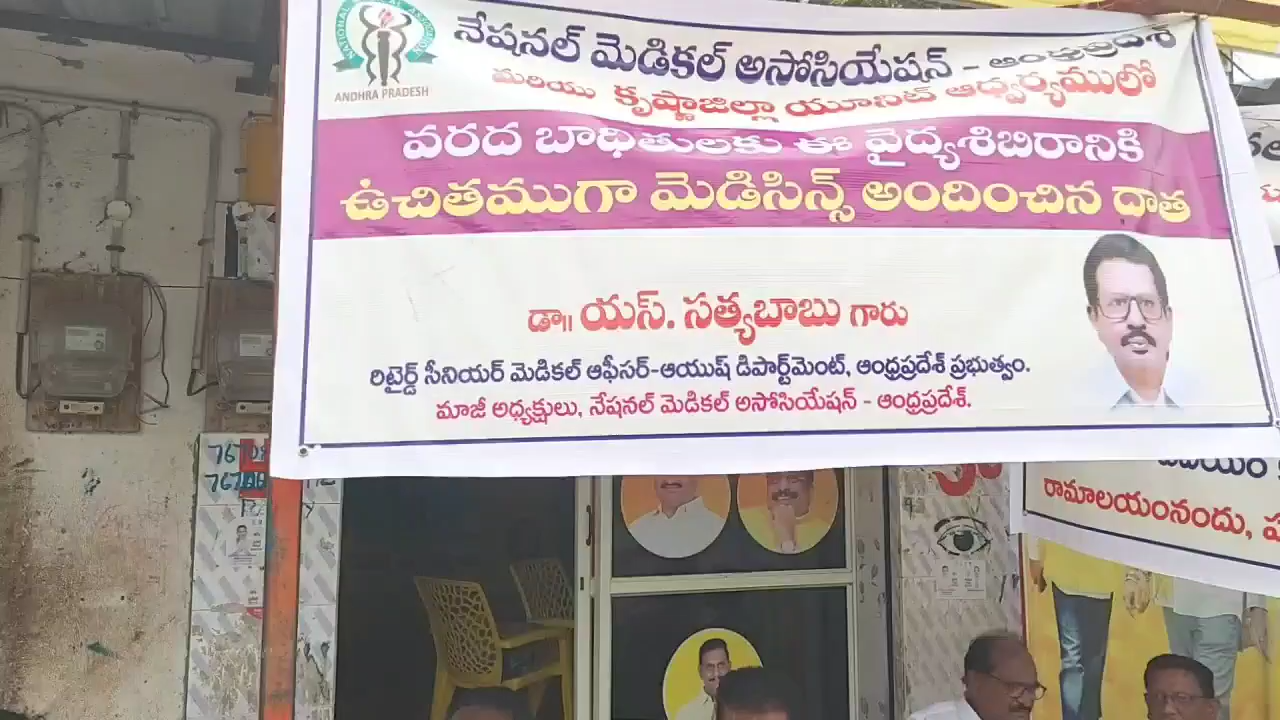 నేషనల్ మెడికల్ అసోసియేషన్ - ఆంధ్రప్రదేశ్
మరియు కృష్ణాజిల్లా యూనిట్ ఆధ్వర్యములో
ANDHRA PRADESH
వరద బాధితులకు ఈ వైద్యశిబిరానికి
ఉచితముగా మెడిసిన్స్ అందించిన దాత
డా॥ యస్. సత్యబాబు గారు
రిటైర్డ్ సీనియర్ మెడికల్ ఆఫీసర్-ఆయుష్ డిపార్ట్‌మెంట్, ఆంధ్రప్రదేశ్ ప్రభుత్వం.
మాజీ అధ్యక్షులు, నేషనల్ మెడికల్ అసోసియేషన్ - ఆంధ్రప్రదేశ్.
రామాలయంనందు,